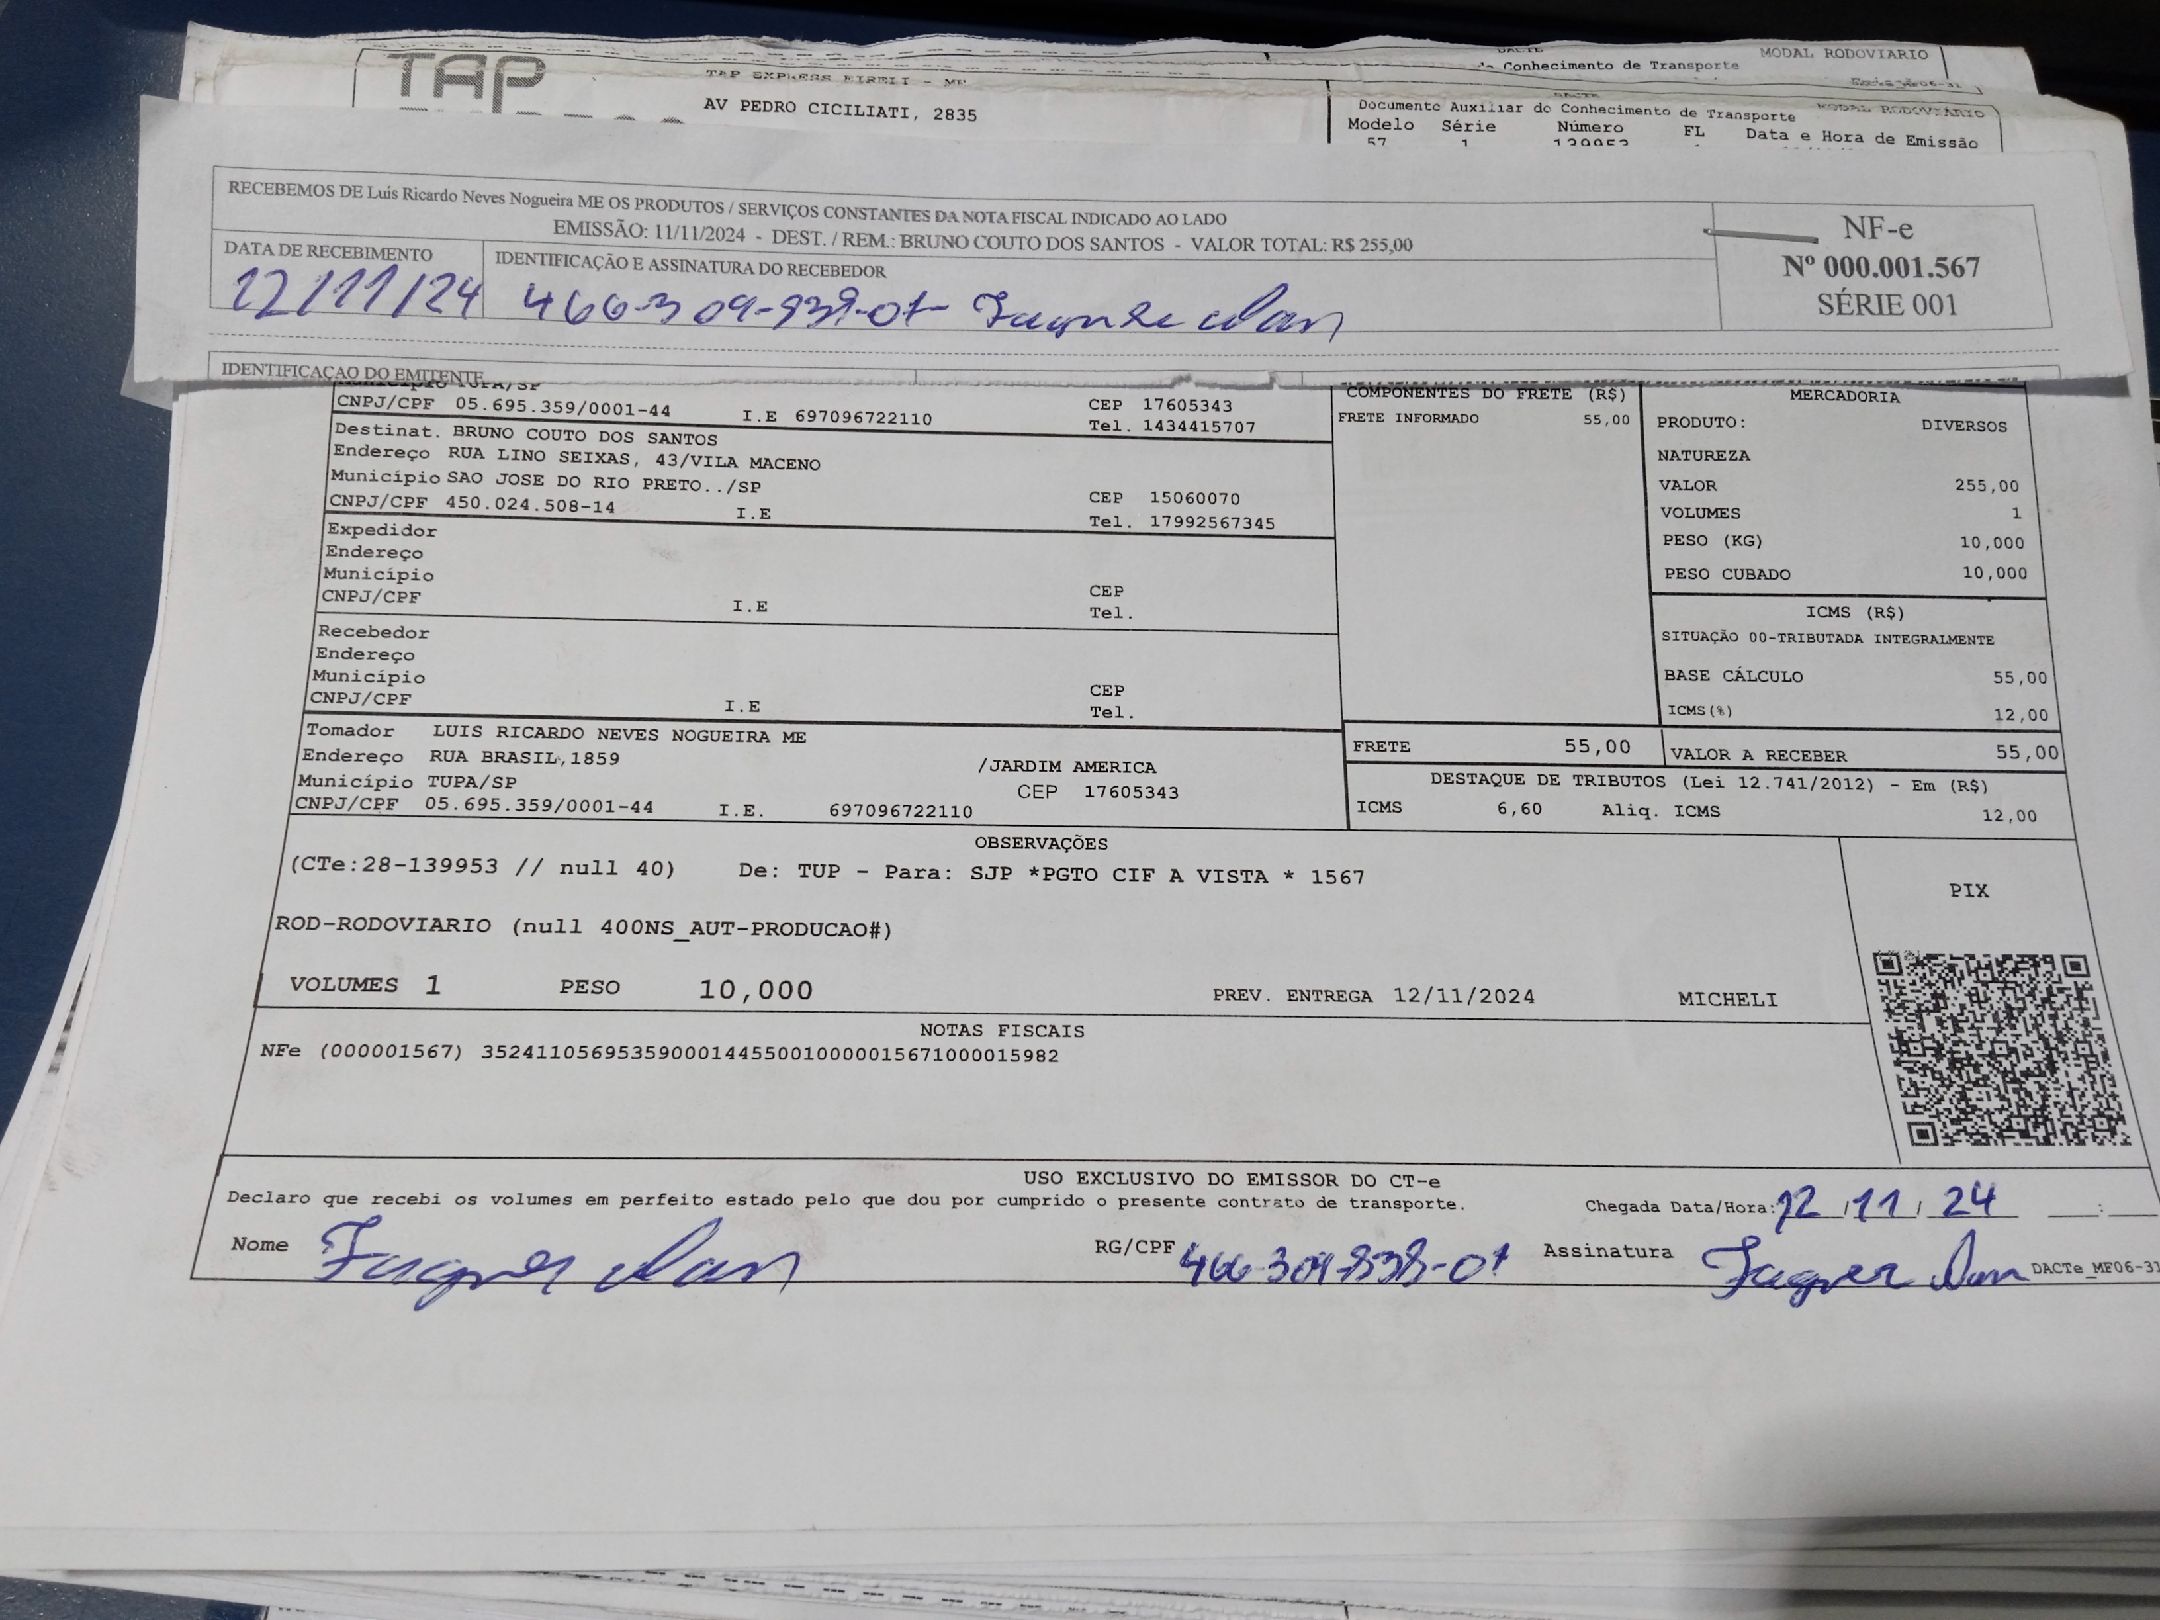 MODAL RODOVIARIO
Conhecimento de Transporte
TAP
TAP EXPRESS EIRELI - ME
AV PEDRO CICILIATI, 2835
DACTE
MODAL RODOVIARIO
Documento Auxiliar do Conhecimento de Transporte
Modelo Série Número FL Data e Hora de Emissão
57 1 139953
RECEBEMOS DE Luís Ricardo Neves Nogueira ME OS PRODUTOS / SERVIÇOS CONSTANTES DA NOTA FISCAL INDICADO AO LADO
EMISSÃO: 11/11/2024 - DEST. / REM.: BRUNO COUTO DOS SANTOS - VALOR TOTAL: R$ 255,00
NF-e
Nº 000.001.567
SÉRIE 001
DATA DE RECEBIMENTO
12/11/24
IDENTIFICAÇÃO E ASSINATURA DO RECEBEDOR
IDENTIFICAÇÃO DO EMITENTE
Município TUPA/SP
CNPJ/CPF 05.695.359/0001-44 I.E 697096722110
CEP 17605343
Tel. 1434415707
Destinat. BRUNO COUTO DOS SANTOS
Endereço RUA LINO SEIXAS, 43/VILA MACENO
Município SAO JOSE DO RIO PRETO../SP
CEP 15060070
CNPJ/CPF 450.024.508-14 I.E
Tel. 17992567345
Expedidor
Endereço
Município
CEP
CNPJ/CPF I.E
Tel.
Recebedor
Endereço
Município
CEP
CNPJ/CPF I.E
Tel.
Tomador LUIS RICARDO NEVES NOGUEIRA ME
Endereço RUA BRASIL,1859 /JARDIM AMERICA
Município TUPA/SP CEP 17605343
CNPJ/CPF 05.695.359/0001-44 I.E. 697096722110
COMPONENTES DO FRETE (R$)
FRETE INFORMADO 55,00
MERCADORIA
PRODUTO: DIVERSOS
NATUREZA
VALOR 255,00
VOLUMES 1
PESO (KG) 10,000
PESO CUBADO 10,000
ICMS (R$)
SITUAÇÃO 00-TRIBUTADA INTEGRALMENTE
BASE CÁLCULO 55,00
ICMS(%) 12,00
FRETE 55,00
VALOR A RECEBER 55,00
DESTAQUE DE TRIBUTOS (Lei 12.741/2012) - Em (R$)
ICMS 6,60 Aliq. ICMS 12,00
OBSERVAÇÕES
(CTe:28-139953 // null 40) De: TUP - Para: SJP *PGTO CIF A VISTA * 1567
ROD-RODOVIARIO (null 400NS_AUT-PRODUCAO#)
PIX
VOLUMES 1 PESO 10,000 PREV. ENTREGA 12/11/2024 MICHELI
NOTAS FISCAIS
NFe (000001567) 35241105695359000144550010000015671000015982
USO EXCLUSIVO DO EMISSOR DO CT-e
Declaro que recebi os volumes em perfeito estado pelo que dou por cumprido o presente contrato de transporte.
Chegada Data/Hora: 12 /11/ 24 __:__
Nome
RG/CPF
Assinatura
DACTe_MF06-31